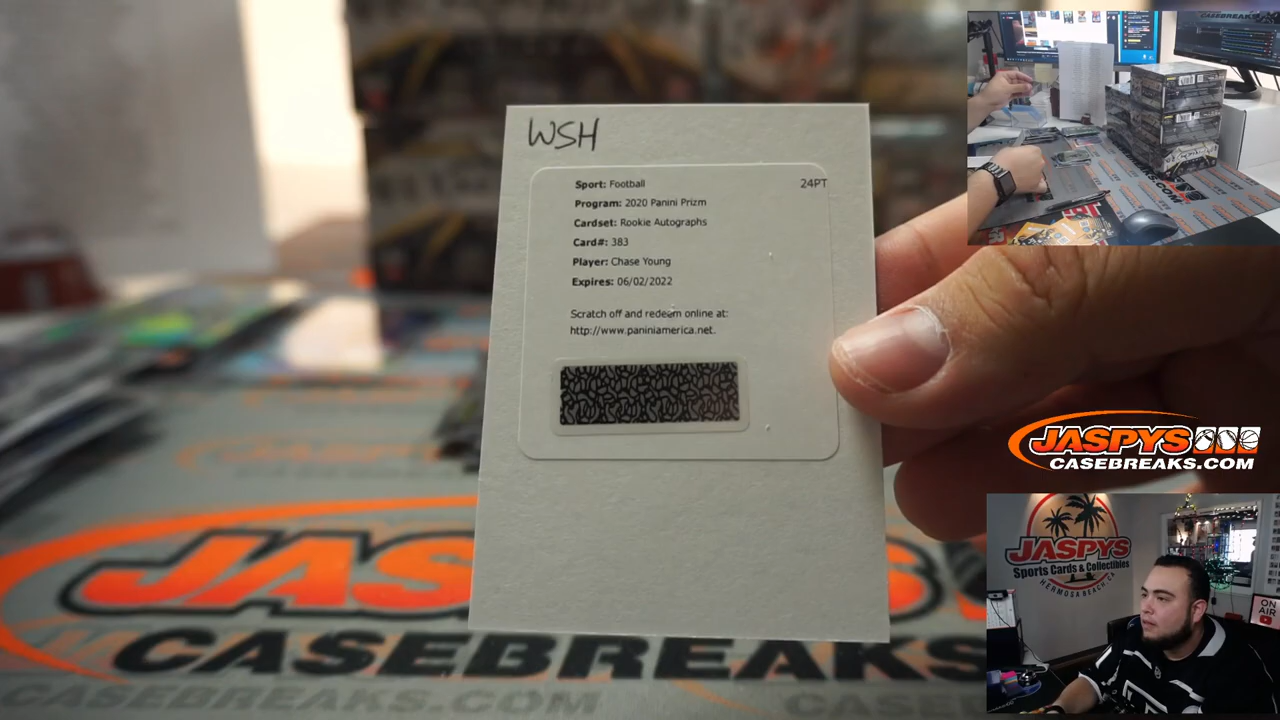 WSH
Sport: Football
24PT
Program: 2020 Panini Prizm
Cardset: Rookie Autographs
Card#: 383
Player: Chase Young
Expires: 06/02/2022
Scratch off and redeem online at:
http://www.paniniamerica.net.
JASPYS
CASEBREAKS.COM
JAS
CASEBREAKS
CASEBREAKS.COM
JASPYS
Sports Cards & Collectibles
HERMOSA BEACH, CA
ON
AIR